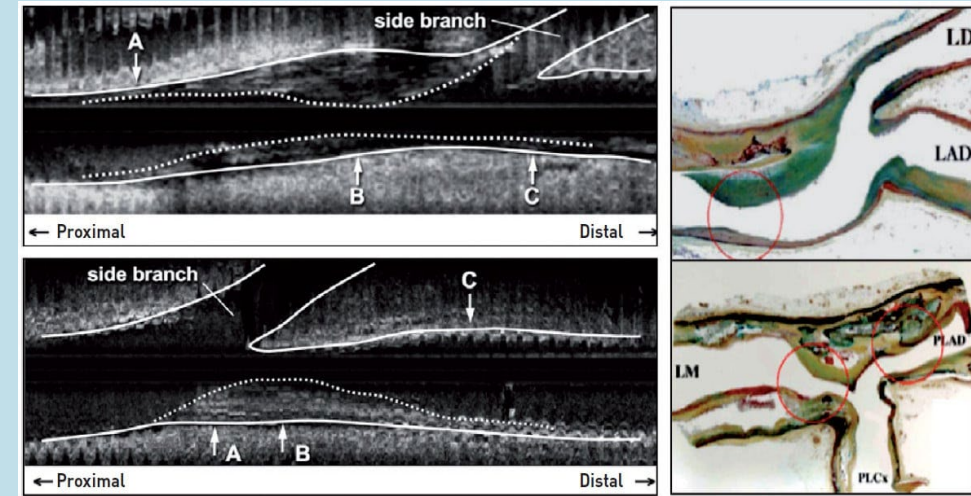 side branch
A
B
C
← Proximal
Distal →
side branch
C
A
B
← Proximal
Distal →
LD
LAD
LM
PLAD
PLCx